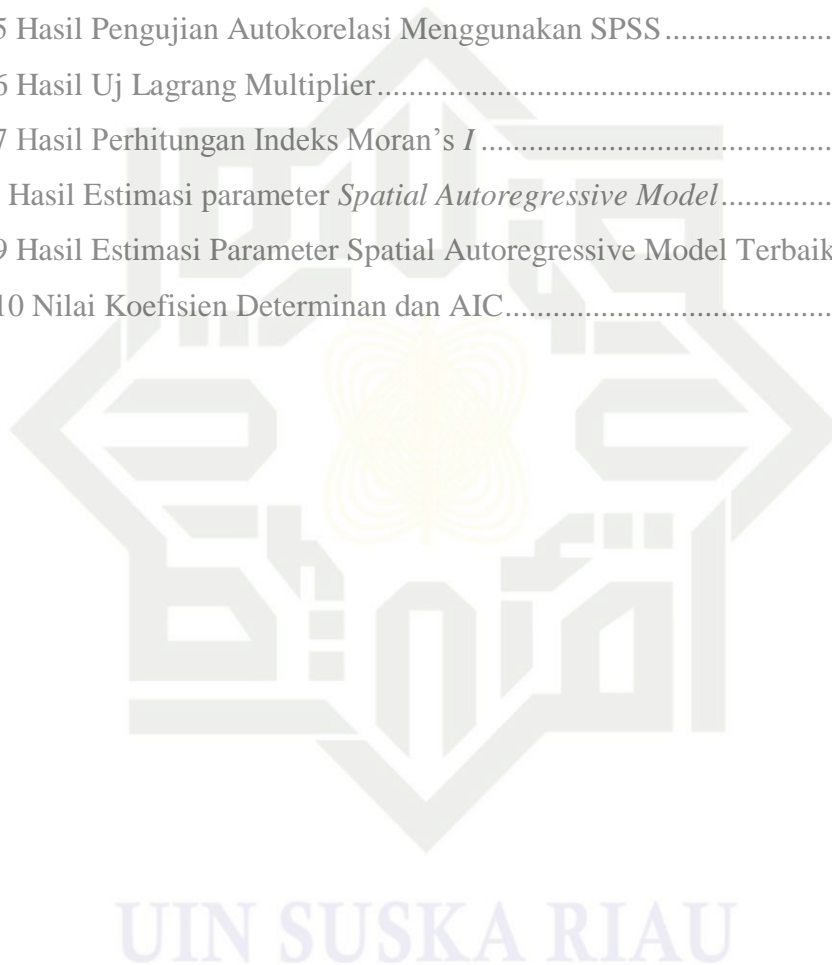 5 Hasil Pengujian Autokorelasi Menggunakan SPSS
6 Hasil Uj Lagrang Multiplier
7 Hasil Perhitungan Indeks Moran’s I
Hasil Estimasi parameter Spatial Autoregressive Model
9 Hasil Estimasi Parameter Spatial Autoregressive Model Terbaik
10 Nilai Koefisien Determinan dan AIC
UIN SUSKA RIAU